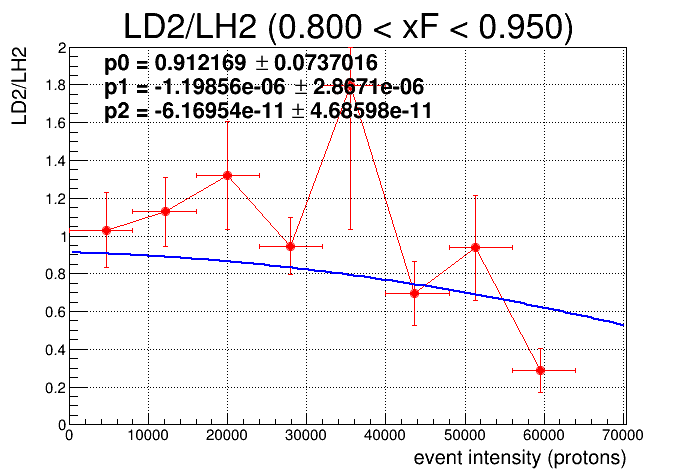 LD2/LH2 (0.800 < xF < 0.950)
LD2/LH2
p0 = 0.912169 ± 0.0737016
p1 = -1.19856e-06 ± 2.8671e-06
p2 = -6.16954e-11 ± 4.68598e-11
2
1.8
1.6
1.4
1.2
1
0.8
0.6
0.4
0.2
0
0 10000 20000 30000 40000 50000 60000 70000
event intensity (protons)